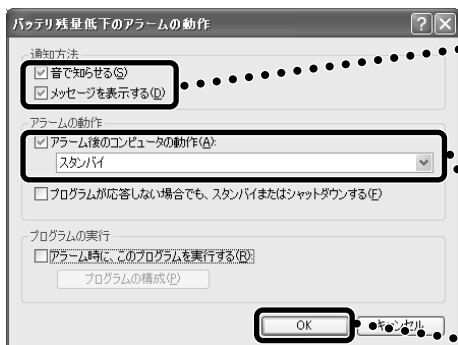 バッテリ残量低下のアラームの動作
通知方法
音で知らせる(S)
メッセージを表示する(D)
アラームの動作
アラーム後のコンピュータの動作(A):
スタンバイ
プログラムが応答しない場合でも、スタンバイまたはシャットダウンする(F)
プログラムの実行
アラーム時に、このプログラムを実行する(R):
プログラムの構成(P)
OK
キャンセル